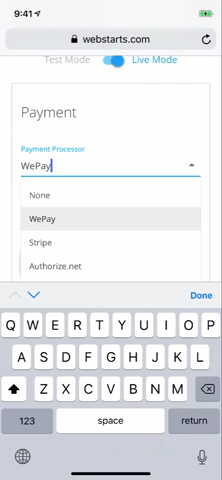 9:41
webstarts.com
Test Mode Live Mode
Payment
Payment Processor
WePay
None
WePay
Stripe
Authorize.net
Done
Q W E R T Y U I O P
A S D F G H J K L
Z X C V B N M
123 space return